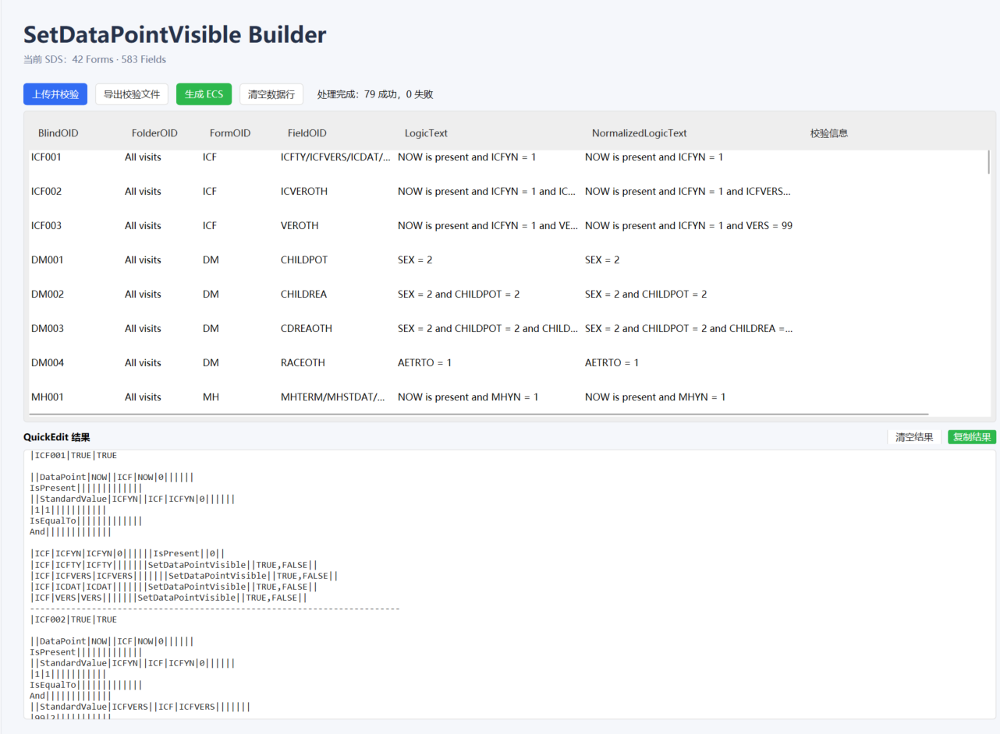 SetDataPointVisible Builder
当前 SDS：42 Forms · 583 Fields
上传并校验 导出校验文件 生成 ECS 清空数据行 处理完成：79 成功，0 失败
BlindOID FolderOID FormOID FieldOID LogicText NormalizedLogicText 校验信息
ICF001 All visits ICF ICFTY/ICFVERS/ICDAT/... NOW is present and ICFYN = 1 NOW is present and ICFYN = 1
ICF002 All visits ICF ICVEROTH NOW is present and ICFYN = 1 and IC... NOW is present and ICFYN = 1 and ICFVERS...
ICF003 All visits ICF VEROTH NOW is present and ICFYN = 1 and VE... NOW is present and ICFYN = 1 and VERS = 99
DM001 All visits DM CHILDPOT SEX = 2 SEX = 2
DM002 All visits DM CHILDREA SEX = 2 and CHILDPOT = 2 SEX = 2 and CHILDPOT = 2
DM003 All visits DM CDREAOTH SEX = 2 and CHILDPOT = 2 and CHILD... SEX = 2 and CHILDPOT = 2 and CHILDREA =...
DM004 All visits DM RACEOTH AETRTO = 1 AETRTO = 1
MH001 All visits MH MHTERM/MHSTDAT/... NOW is present and MHYN = 1 NOW is present and MHYN = 1
QuickEdit 结果 清空结果 复制结果
|ICF001|TRUE|TRUE
||DataPoint|NOW||ICF|NOW|0||||||
IsPresent|||||||||||||
||StandardValue|ICFYN||ICF|ICFYN|0||||||
|1|1|||||||||||
IsEqualTo|||||||||||||
And|||||||||||||
|ICF|ICFYN|ICFYN|0||||||IsPresent||0||
|ICF|ICFTY|ICFTY|||||||SetDataPointVisible||TRUE,FALSE||
|ICF|ICFVERS|ICFVERS|||||||SetDataPointVisible||TRUE,FALSE||
|ICF|ICDAT|ICDAT|||||||SetDataPointVisible||TRUE,FALSE||
|ICF|VERS|VERS|||||||SetDataPointVisible||TRUE,FALSE||
------------------------------------------------------------------------
|ICF002|TRUE|TRUE
||DataPoint|NOW||ICF|NOW|0||||||
IsPresent|||||||||||||
||StandardValue|ICFYN||ICF|ICFYN|0||||||
|1|1|||||||||||
IsEqualTo|||||||||||||
And|||||||||||||
||StandardValue|ICFVERS||ICF|ICFVERS|||||||
|99|2|||||||||||